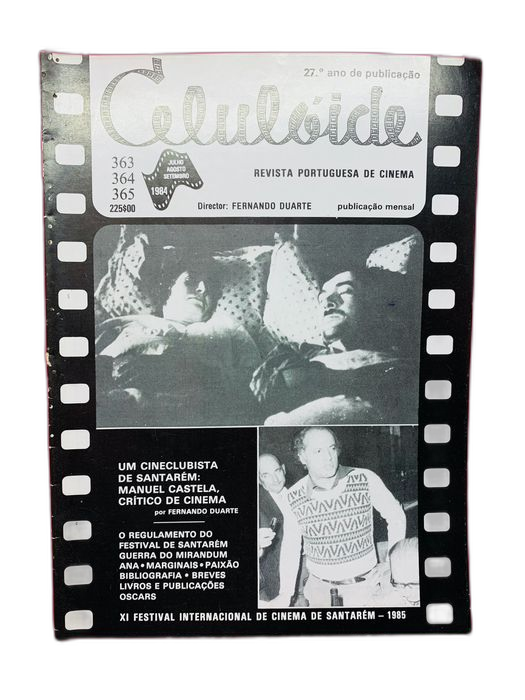 27.º ano de publicação
Celulóide
363
364
365
225$00
JULHO
AGOSTO
SETEMBRO
1984
REVISTA PORTUGUESA DE CINEMA
Director: FERNANDO DUARTE
publicação mensal
UM CINECLUBISTA
DE SANTARÉM:
MANUEL CASTELA,
CRÍTICO DE CINEMA
por FERNANDO DUARTE
O REGULAMENTO DO
FESTIVAL DE SANTARÉM
GUERRA DO MIRANDUM
ANA • MARGINAIS • PAIXÃO
BIBLIOGRAFIA • BREVES
LIVROS E PUBLICAÇÕES
OSCARS
XI FESTIVAL INTERNACIONAL DE CINEMA DE SANTARÉM – 1985